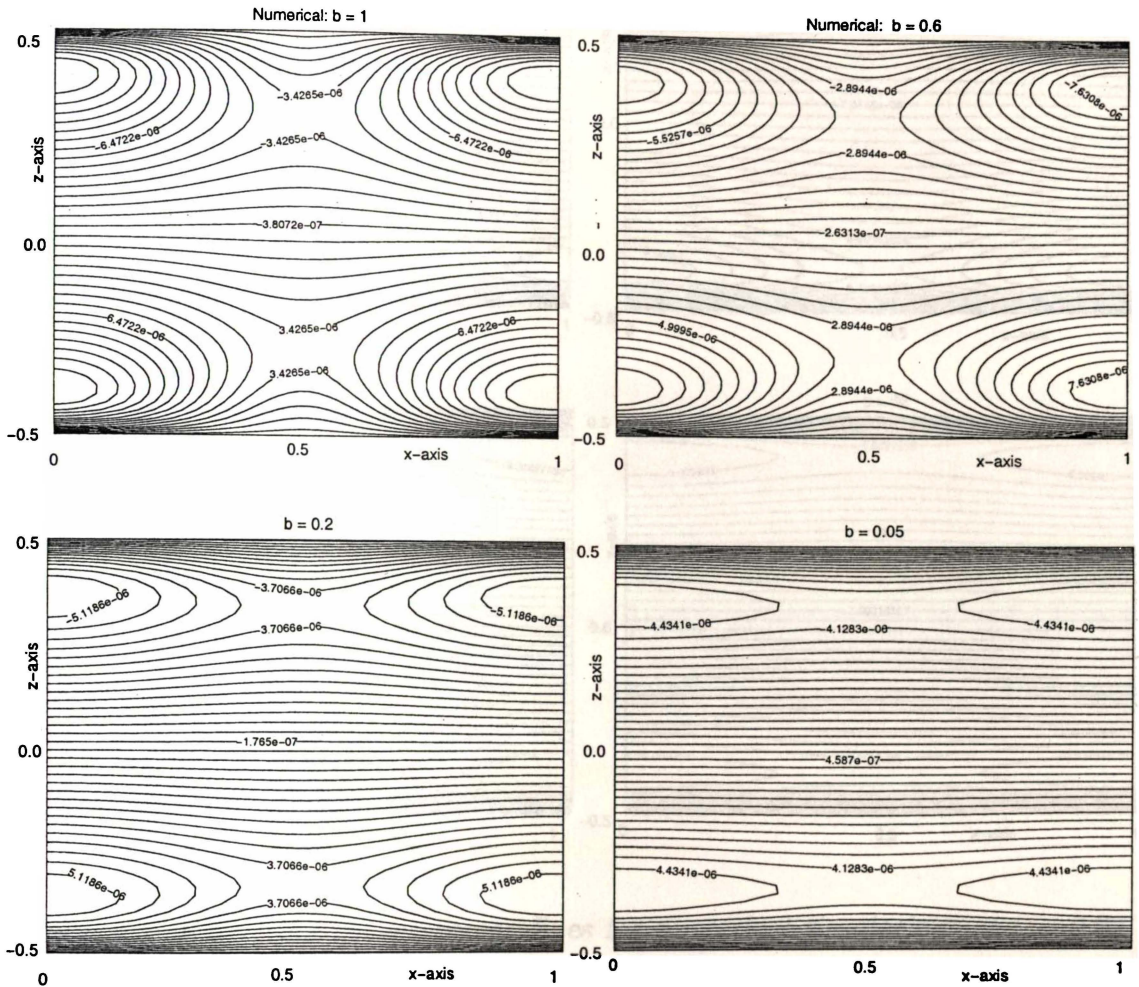 Numerical: b = 1
0.5
z-axis
0.0
-0.5
0
0.5
x-axis
1
-3.4265e-06
-6.4722e-06
-3.4265e-06
-6.4722e-06
-3.8072e-07
6.4722e-06
3.4265e-06
6.4722e-06
3.4265e-06
Numerical: b = 0.6
0.5
z-axis
0.0
-0.5
0
0.5
x-axis
1
-2.8944e-06
-7.6308e-06
-5.5257e-06
-2.8944e-06
-2.6313e-07
4.9995e-06
2.8944e-06
2.8944e-06
7.6308e-06
b = 0.2
0.5
z-axis
0.0
-0.5
0
0.5
x-axis
1
-3.7066e-06
-5.1186e-06
-5.1186e-06
-3.7066e-06
-1.765e-07
3.7066e-06
5.1186e-06
5.1186e-06
3.7066e-06
b = 0.05
0.5
z-axis
0.0
-0.5
0
0.5
x-axis
1
-4.4341e-06
-4.1283e-06
-4.4341e-06
4.587e-07
4.4341e-06
4.1283e-06
4.4341e-06